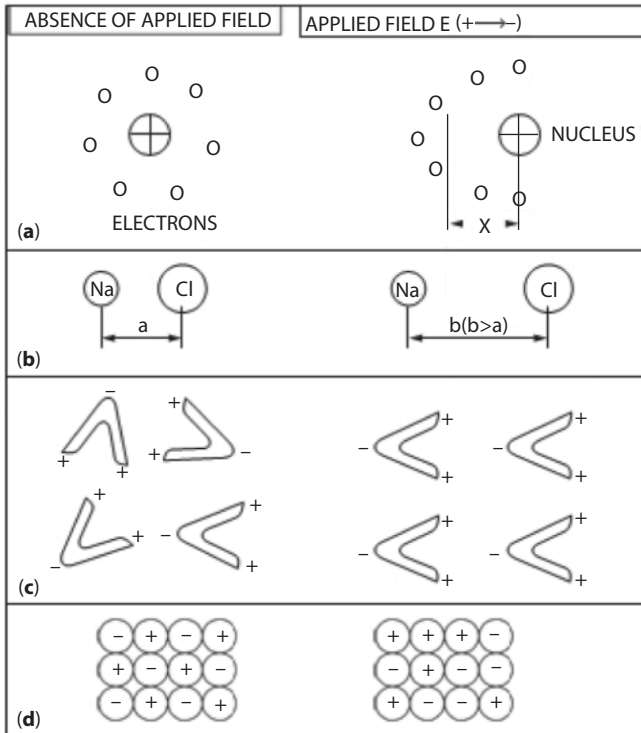 ABSENCE OF APPLIED FIELD
APPLIED FIELD E (+⟶–)
O O O O O O O
O O O O O O O
NUCLEUS
ELECTRONS
X
(a)
Na Cl
Na Cl
a
b(b>a)
(b)
– + +
+ + –
– + +
– + +
+ + –
– + +
– + +
– + +
(c)
– + – + + + + –
+ – + – – + – –
– + – + + – – +
(d)